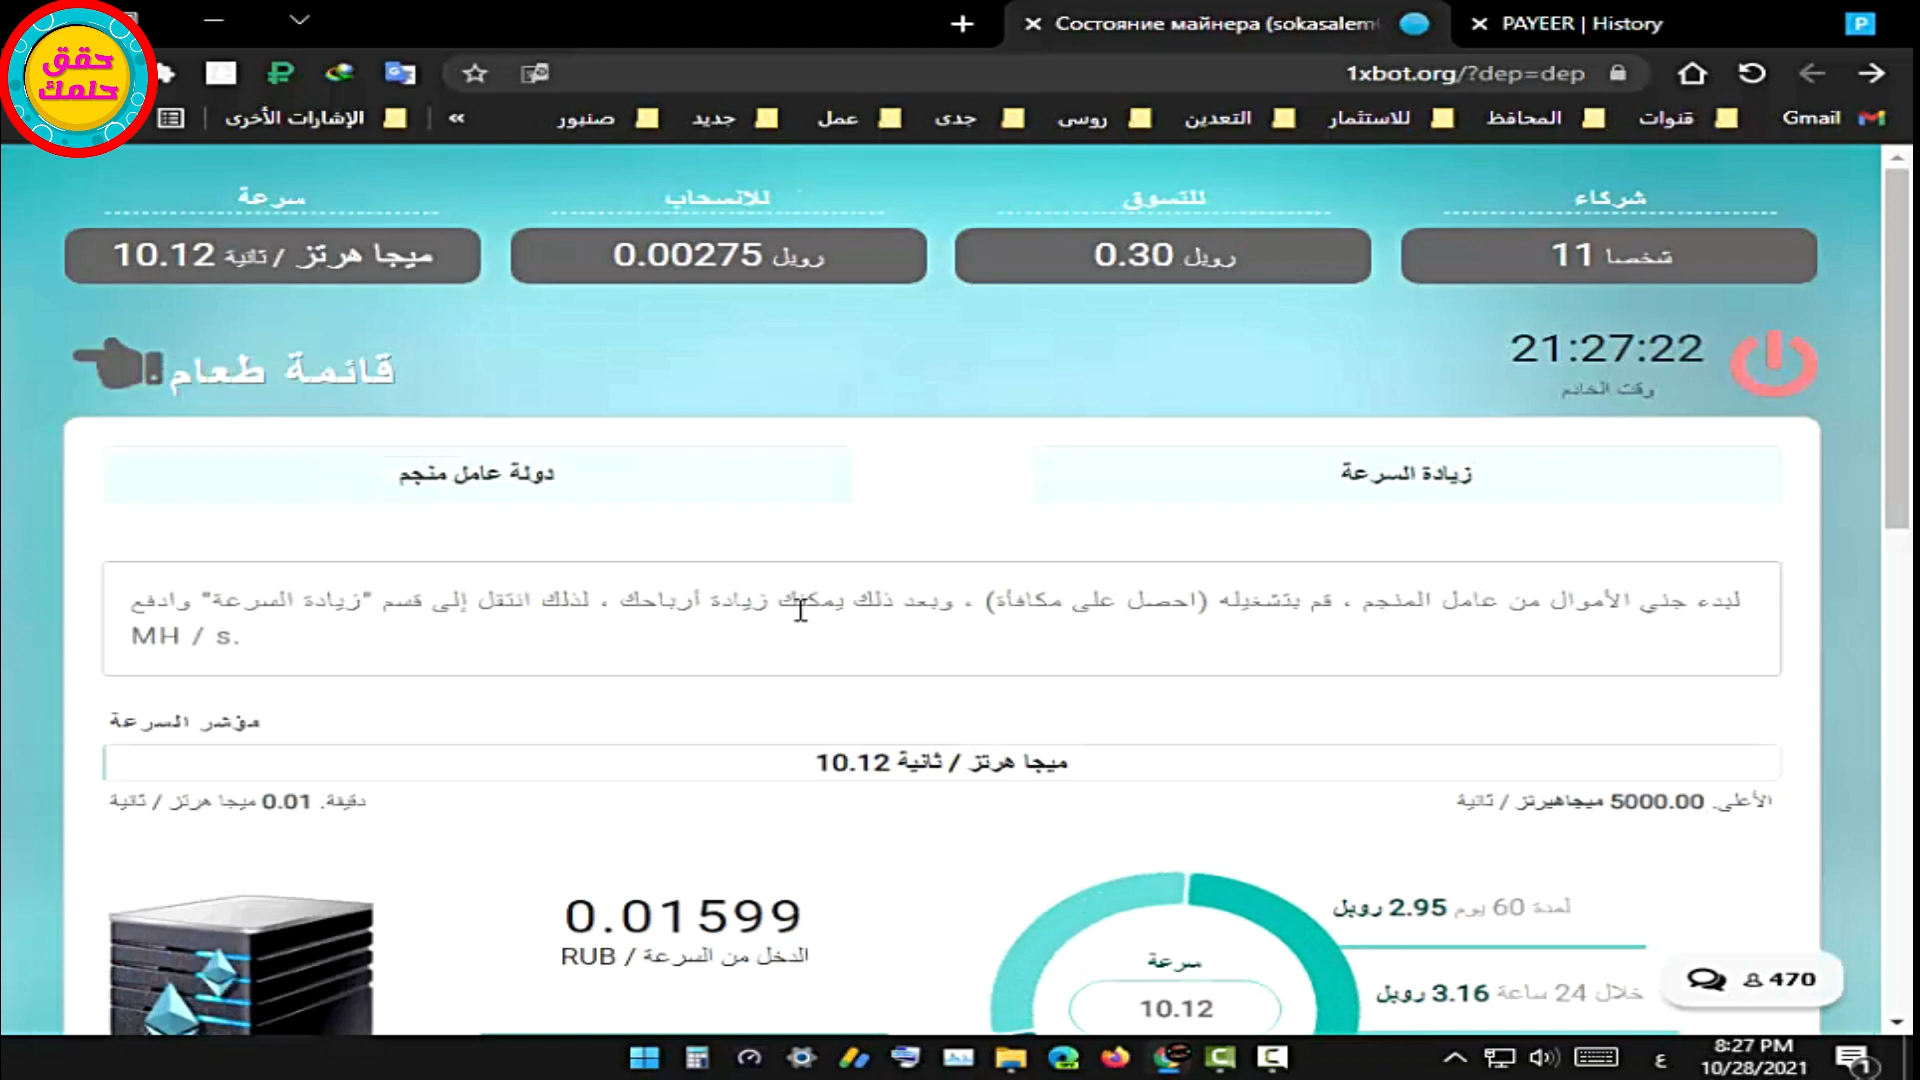 حقق
حلمك
Состояние майнера (sokasalem
PAYEER | History
1xbot.org/?dep=dep
Gmail
قنوات
المحافظ
للاستثمار
التعدين
روسى
جدى
عمل
جديد
صنبور
»
الإشارات الأخرى
شركاء
للتسوق
للانسحاب
سرعة
11 شخصا
0.30 روبل
0.00275 روبل
10.12 ميجا هرتز / ثانية
21:27:22
وقت الخادم
قائمة طعام
زيادة السرعة
دولة عامل منجم
لبدء جني الأموال من عامل المنجم ، قم بتشغيله (احصل على مكافأة) ، وبعد ذلك يمكنك زيادة أرباحك ، لذلك انتقل إلى قسم "زيادة السرعة" وادفع
MH / s.
مؤشر السرعة
10.12 ميجا هرتز / ثانية
الأعلى. 5000.00 ميجاهيرتز / ثانية
دقيقة. 0.01 ميجا هرتز / ثانية
0.01599
الدخل من السرعة / RUB
سرعة
10.12
لمدة 60 يوم 2.95 روبل
خلال 24 ساعة 3.16 روبل
470
ع
8:27 PM
10/28/2021
1